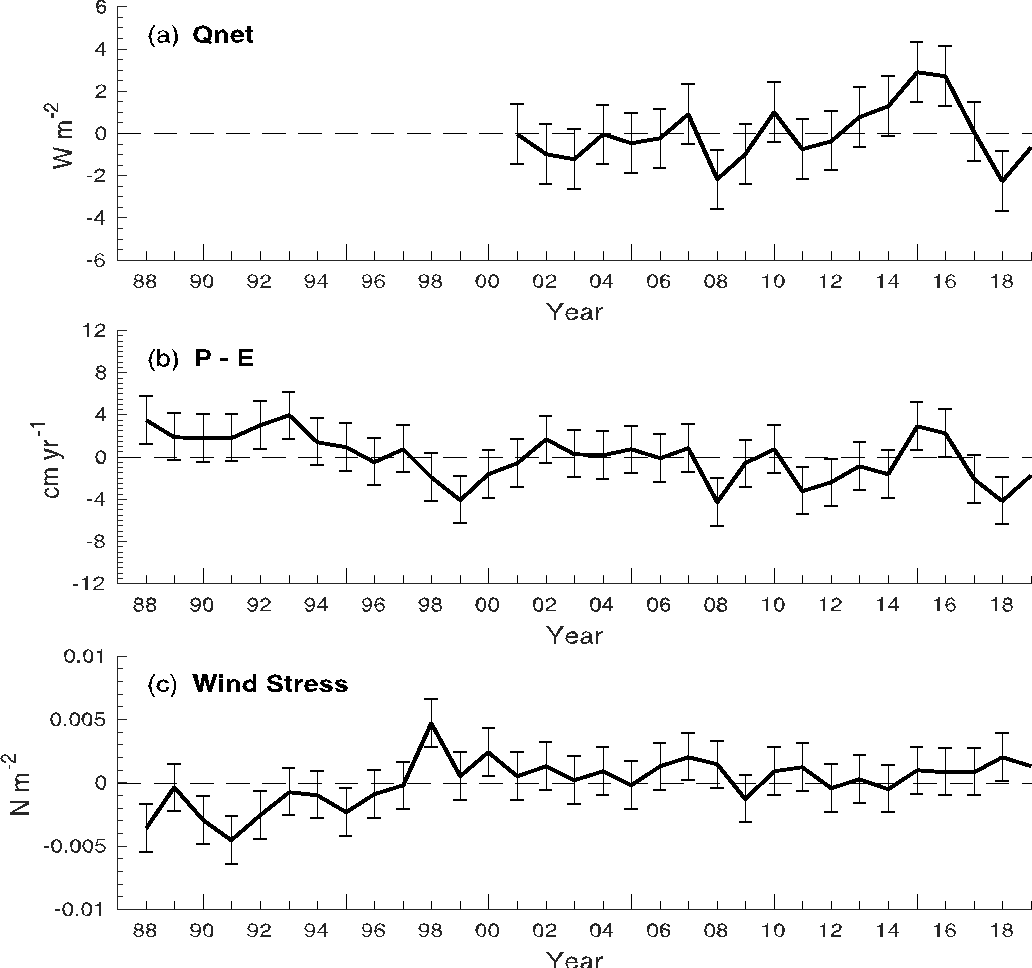 6
(a) Qnet
4
2
0
-2
-4
-6
W m-2
88 90 92 94 96 98 00 02 04 06 08 10 12 14 16 18
Year
12
(b) P - E
8
4
0
-4
-8
-12
cm yr-1
88 90 92 94 96 98 00 02 04 06 08 10 12 14 16 18
Year
0.01
(c) Wind Stress
0.005
0
-0.005
-0.01
N m-2
88 90 92 94 96 98 00 02 04 06 08 10 12 14 16 18
Year